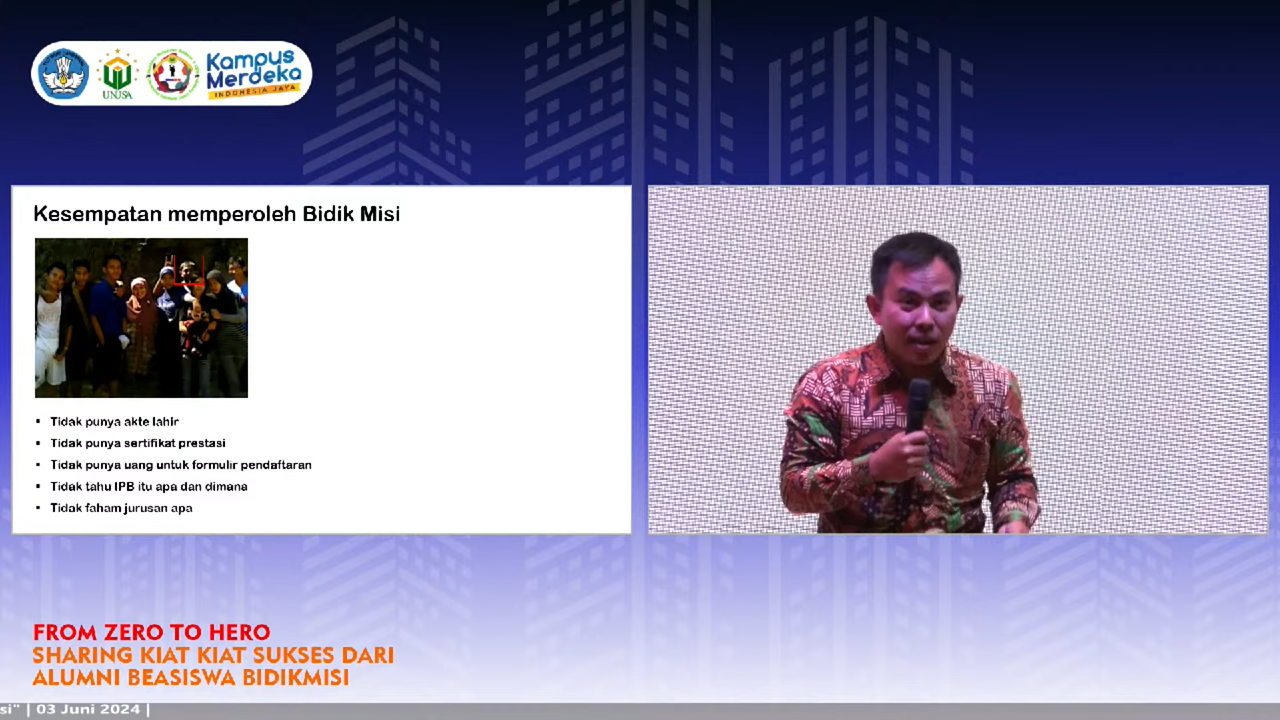 UNUSA
Kampus
Merdeka
INDONESIA JAYA
Kesempatan memperoleh Bidik Misi
Tidak punya akte lahir
Tidak punya sertifikat prestasi
Tidak punya uang untuk formulir pendaftaran
Tidak tahu IPB itu apa dan dimana
Tidak faham jurusan apa
FROM ZERO TO HERO
SHARING KIAT KIAT SUKSES DARI
ALUMNI BEASISWA BIDIKMISI
si" | 03 Juni 2024 |